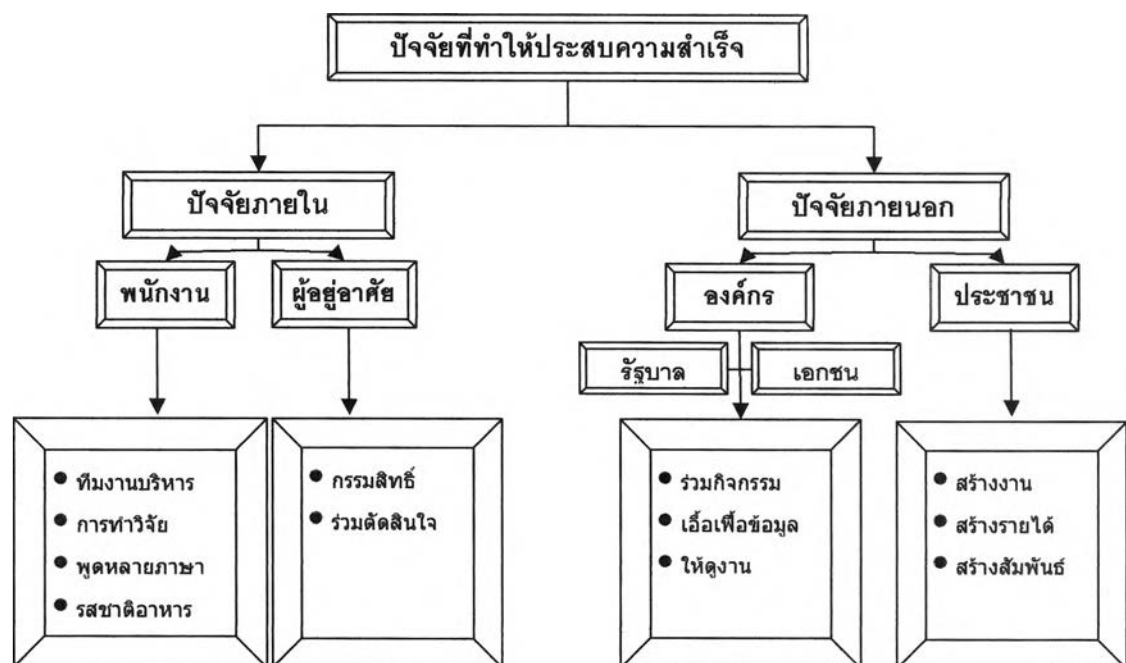 ปัจจัยที่ทำให้ประสบความสำเร็จ
ปัจจัยภายใน
ปัจจัยภายนอก
พนักงาน
ผู้อยู่อาศัย
องค์กร
ประชาชน
รัฐบาล
เอกชน
ทีมงานบริหาร
การทำวิจัย
พูดหลายภาษา
รสชาติอาหาร
กรรมสิทธิ์
ร่วมตัดสินใจ
ร่วมกิจกรรม
เอื้อเฟื้อข้อมูล
ให้ดูงาน
สร้างงาน
สร้างรายได้
สร้างสัมพันธ์